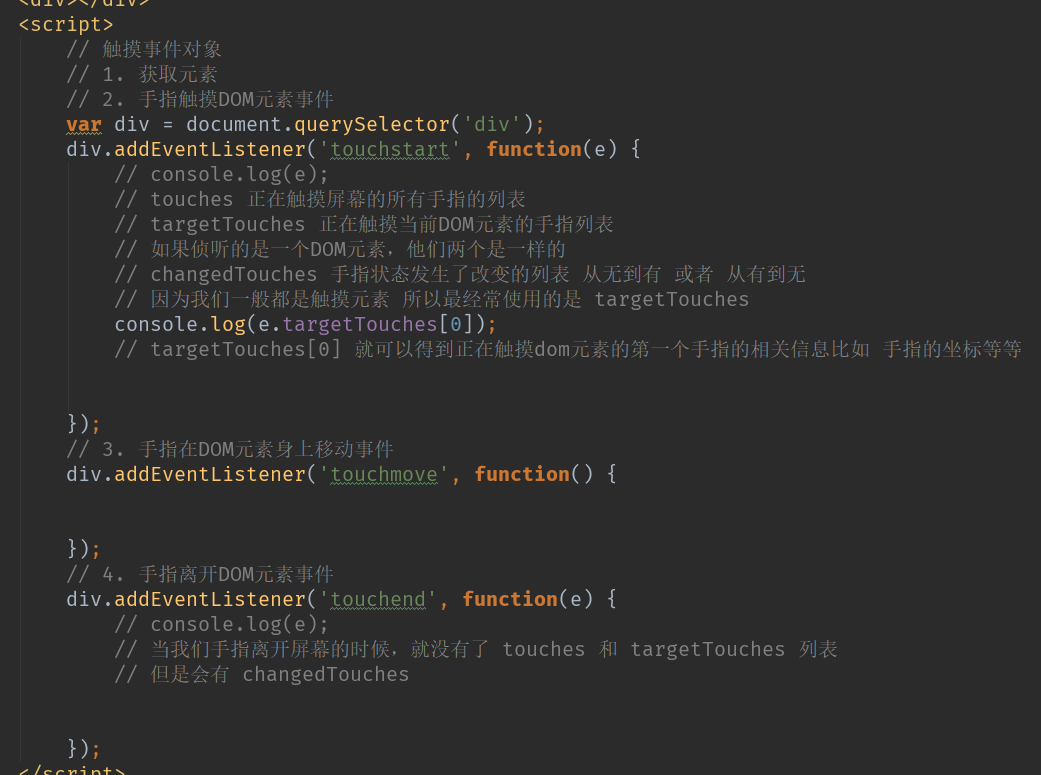 <div></div>
<script>
// 触摸事件对象
// 1. 获取元素
// 2. 手指触摸DOM元素事件
var div = document.querySelector('div');
div.addEventListener('touchstart', function(e) {
// console.log(e);
// touches 正在触摸屏幕的所有手指的列表
// targetTouches 正在触摸当前DOM元素的手指列表
// 如果侦听的是一个DOM元素，他们两个是一样的
// changedTouches 手指状态发生了改变的列表 从无到有 或者 从有到无
// 因为我们一般都是触摸元素 所以最经常使用的是 targetTouches
console.log(e.targetTouches[0]);
// targetTouches[0] 就可以得到正在触摸dom元素的第一个手指的相关信息比如 手指的坐标等等
});
// 3. 手指在DOM元素身上移动事件
div.addEventListener('touchmove', function() {
});
// 4. 手指离开DOM元素事件
div.addEventListener('touchend', function(e) {
// console.log(e);
// 当我们手指离开屏幕的时候，就没有了 touches 和 targetTouches 列表
// 但是会有 changedTouches
});
</script>